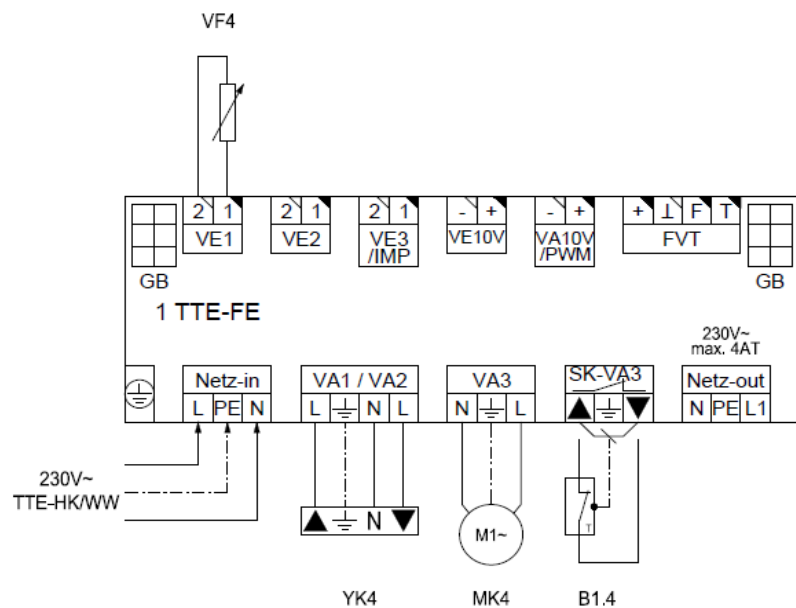 VF4
2 1 2 1 2 1 - + - + + ⊥ F T
VE1 VE2 VE3 /IMP VE10V VA10V /PWM FVT
GB GB
1 TTE-FE
230V~
max. 4AT
Netz-in VA1 / VA2 VA3 SK-VA3 Netz-out
L PE N L ⏚ N L N ⏚ L ▲ ⏚ ▼ N PE L1
230V~
TTE-HK/WW
▲ ⏚ N ▼
M1~
T
YK4 MK4 B1.4